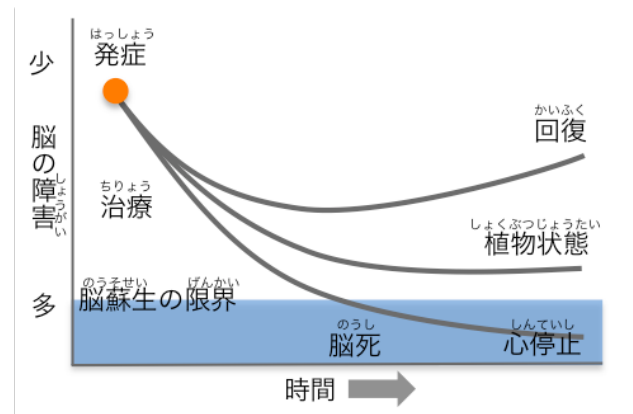 はっしょう
発症
少
脳の障害
しょうがい
かいふく
回復
ちりょう
治療
しょくぶつじょうたい
植物状態
のうそせい げんかい
脳蘇生の限界
多
のうし
脳死
しんていし
心停止
時間